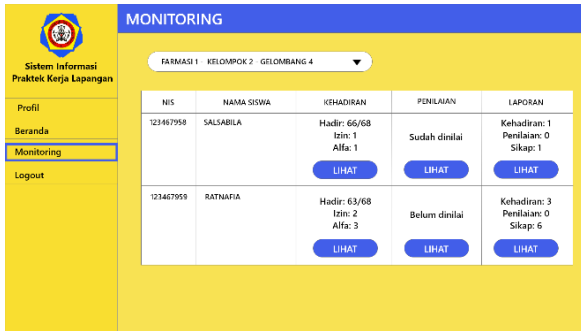 MONITORING
Sistem Informasi
Praktek Kerja Lapangan
Profil
Beranda
Monitoring
Logout
FARMASI 1 - KELOMPOK 2 - GELOMBANG 4
NIS NAMA SISWA KEHADIRAN PENILAIAN LAPORAN
123467958 SALSABILA
Hadir: 66/68
Izin: 1
Alfa: 1
LIHAT
Sudah dinilai
LIHAT
Kehadiran: 1
Penilaian: 0
Sikap: 1
LIHAT
123467959 RATNAFIA
Hadir: 63/68
Izin: 2
Alfa: 3
LIHAT
Belum dinilai
LIHAT
Kehadiran: 3
Penilaian: 0
Sikap: 6
LIHAT